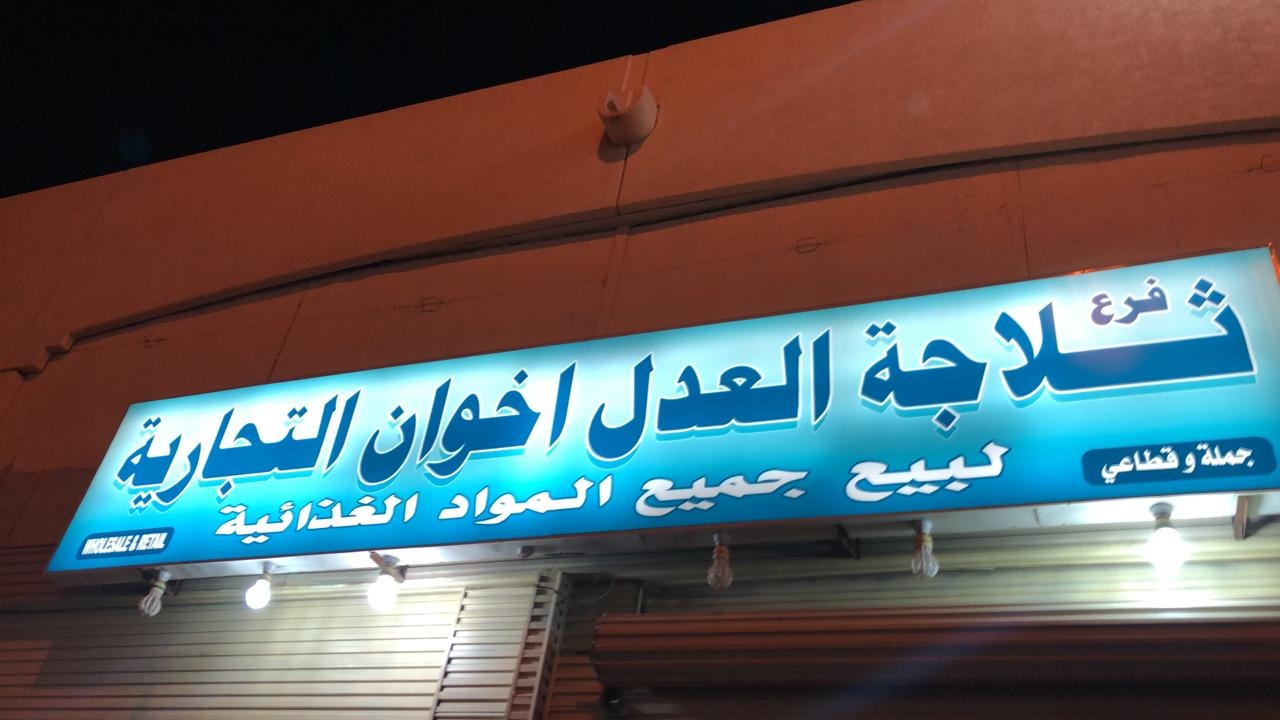 فرع
ثلاجة العدل اخوان التجارية
لبيع جميع المواد الغذائية
جملة و قطاعي
WHOLESALE & RETAIL